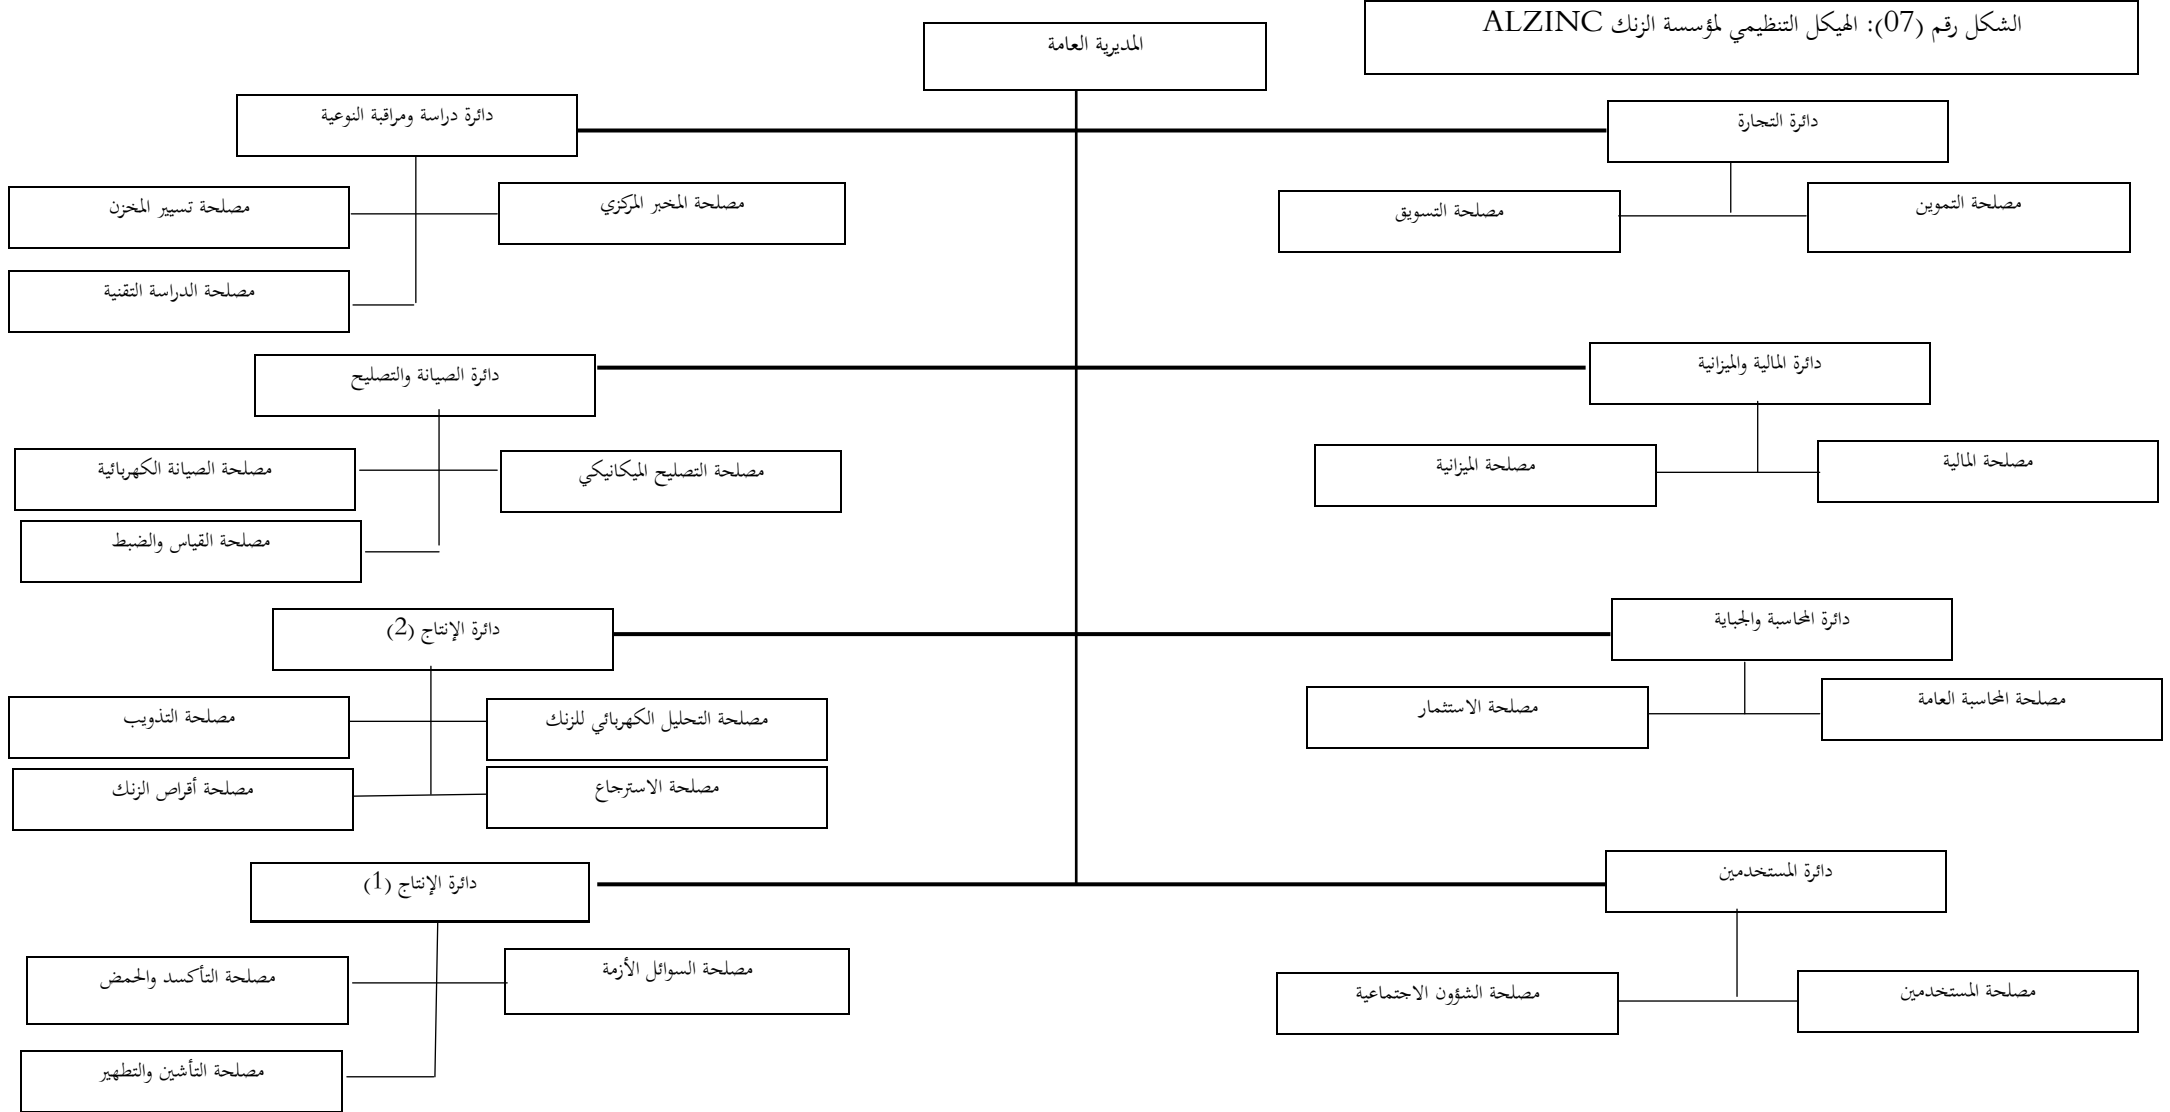 الشكل رقم (07): الهيكل التنظيمي لمؤسسة الزنك ALZINC
المديرية العامة
دائرة التجارة
دائرة دراسة ومراقبة النوعية
مصلحة التموين
مصلحة التسويق
مصلحة المخبر المركزي
مصلحة تسيير المخزن
مصلحة الدراسة التقنية
دائرة المالية والميزانية
دائرة الصيانة والتصليح
مصلحة المالية
مصلحة الميزانية
مصلحة التصليح الميكانيكي
مصلحة الصيانة الكهربائية
مصلحة القياس والضبط
دائرة المحاسبة والجباية
دائرة الإنتاج (2)
مصلحة المحاسبة العامة
مصلحة الاستثمار
مصلحة التحليل الكهربائي للزنك
مصلحة التذويب
مصلحة الاسترجاع
مصلحة أقراص الزنك
دائرة المستخدمين
دائرة الإنتاج (1)
مصلحة المستخدمين
مصلحة الشؤون الاجتماعية
مصلحة السوائل الأزمة
مصلحة التأكسد والحمض
مصلحة التأشين والتطهير